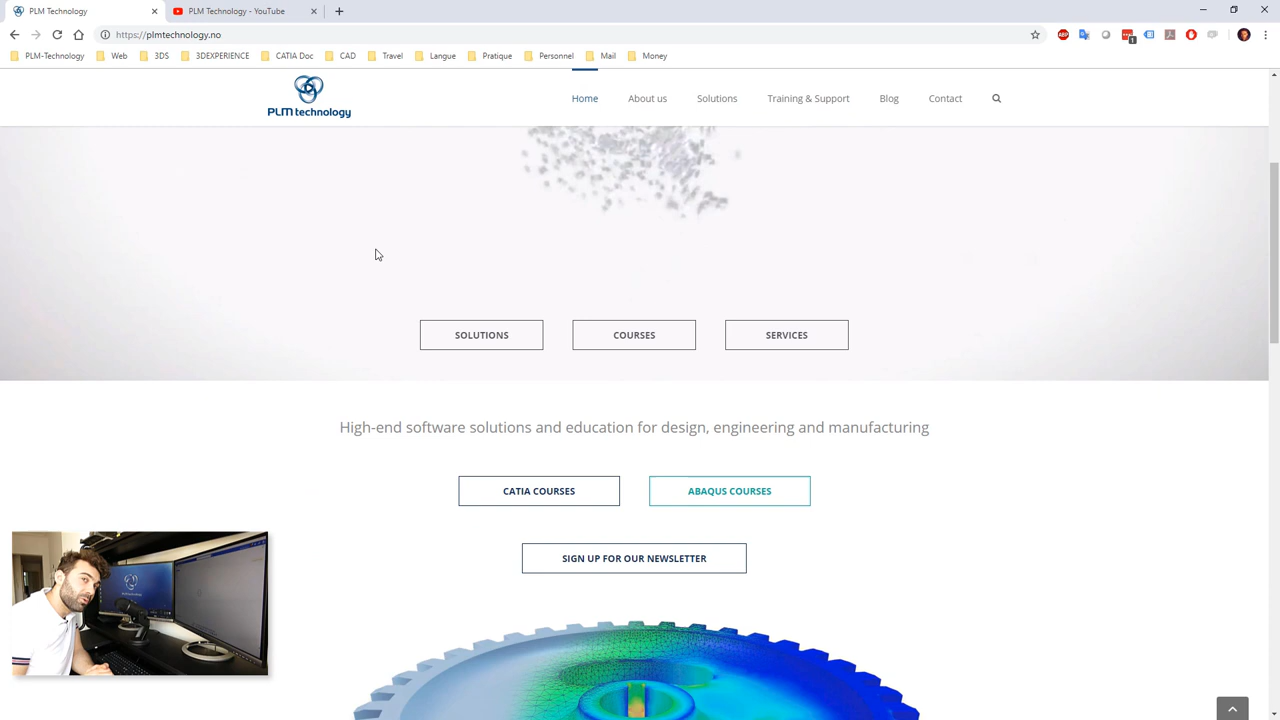 PLM Technology
PLM Technology - YouTube
https://plmtechnology.no
ABP
1
PLM-Technology
Web
3DS
3DEXPERIENCE
CATIA Doc
CAD
Travel
Langue
Pratique
Personnel
Mail
Money
PLM technology
Home
About us
Solutions
Training & Support
Blog
Contact
SOLUTIONS
COURSES
SERVICES
High-end software solutions and education for design, engineering and manufacturing
CATIA COURSES
ABAQUS COURSES
SIGN UP FOR OUR NEWSLETTER